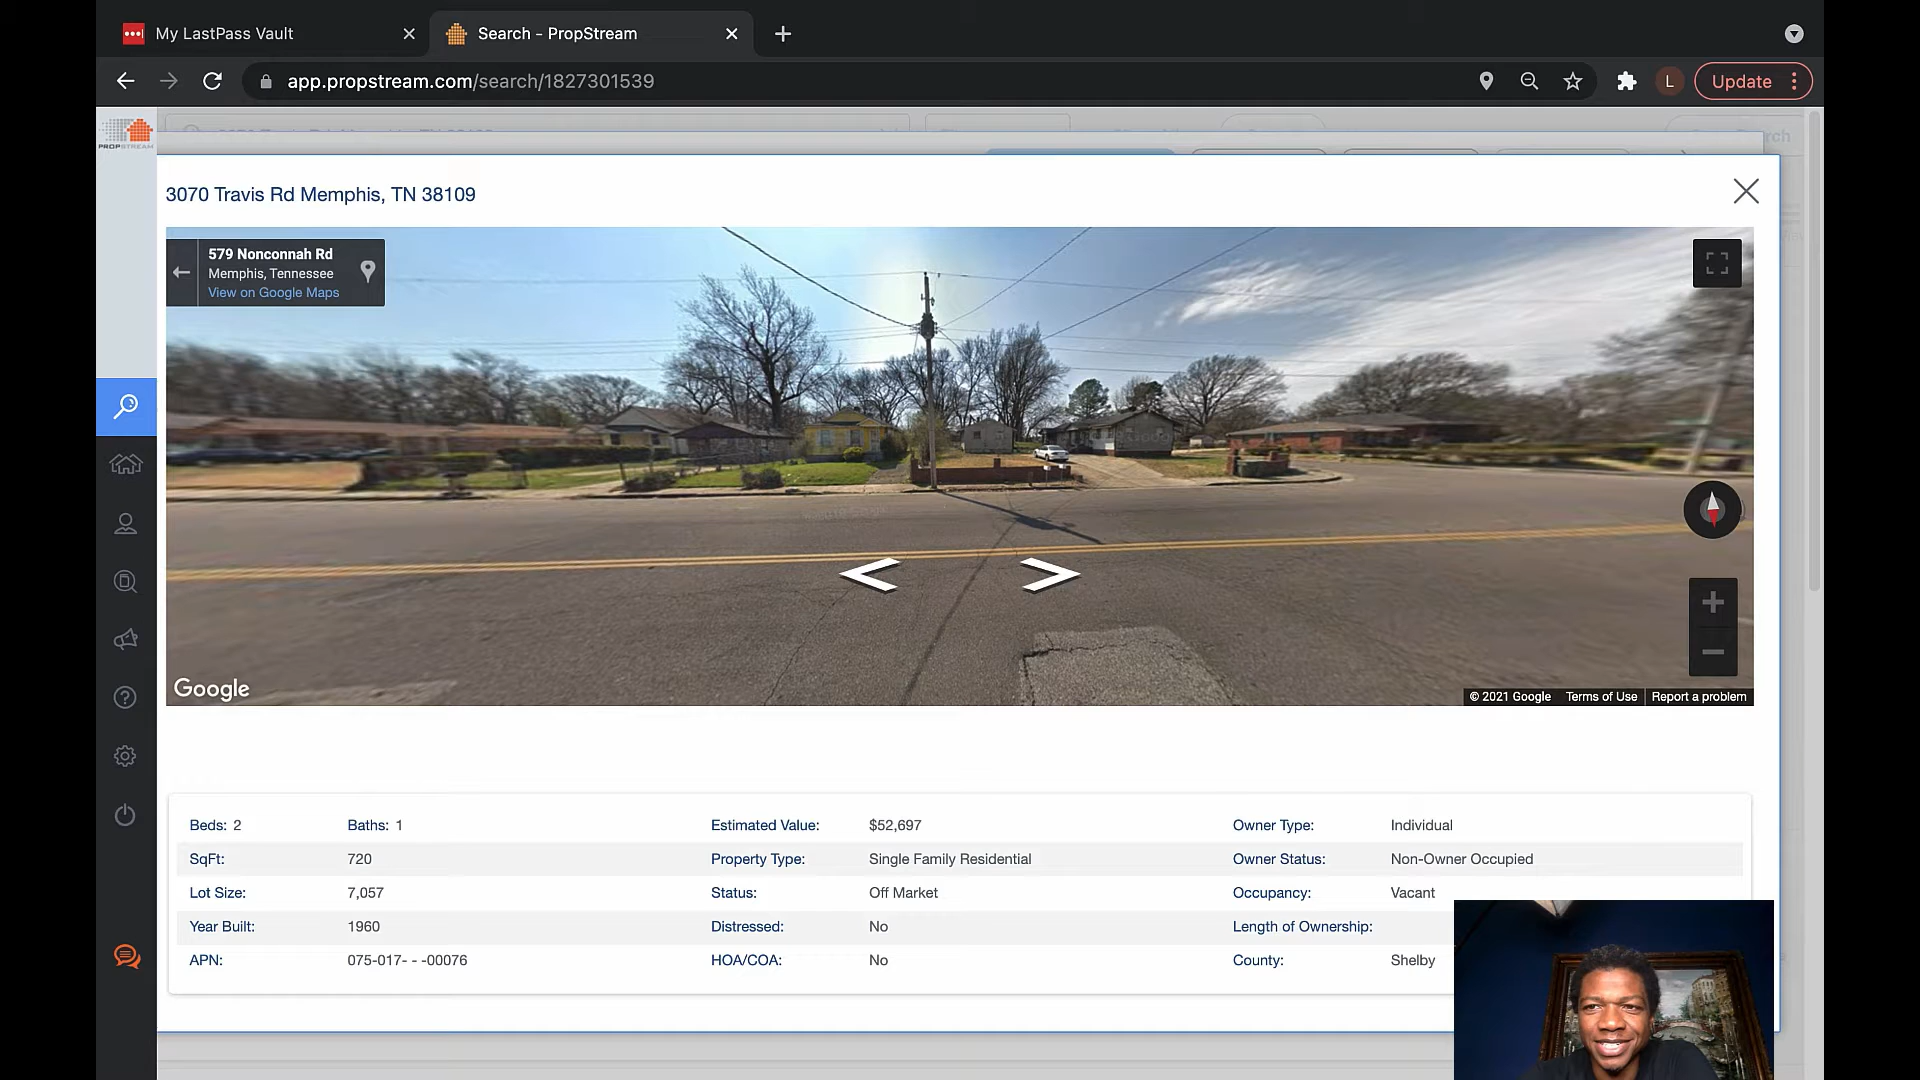 My LastPass Vault
Search - PropStream
app.propstream.com/search/1827301539
L
Update
PROPSTREAM
3070 Travis Rd Memphis, TN 38109
579 Nonconnah Rd
Memphis, Tennessee
View on Google Maps
Google
© 2021 Google Terms of Use Report a problem
Beds: 2 Baths: 1 Estimated Value: $52,697 Owner Type: Individual
SqFt: 720 Property Type: Single Family Residential Owner Status: Non-Owner Occupied
Lot Size: 7,057 Status: Off Market Occupancy: Vacant
Year Built: 1960 Distressed: No Length of Ownership:
APN: 075-017- - -00076 HOA/COA: No County: Shelby